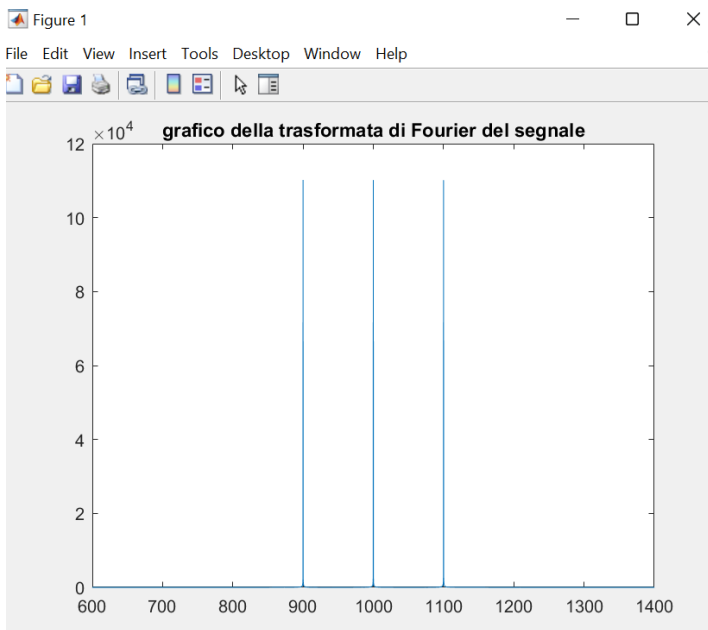 Figure 1
File Edit View Insert Tools Desktop Window Help
×10^4 grafico della trasformata di Fourier del segnale
12
10
8
6
4
2
0
600 700 800 900 1000 1100 1200 1300 1400